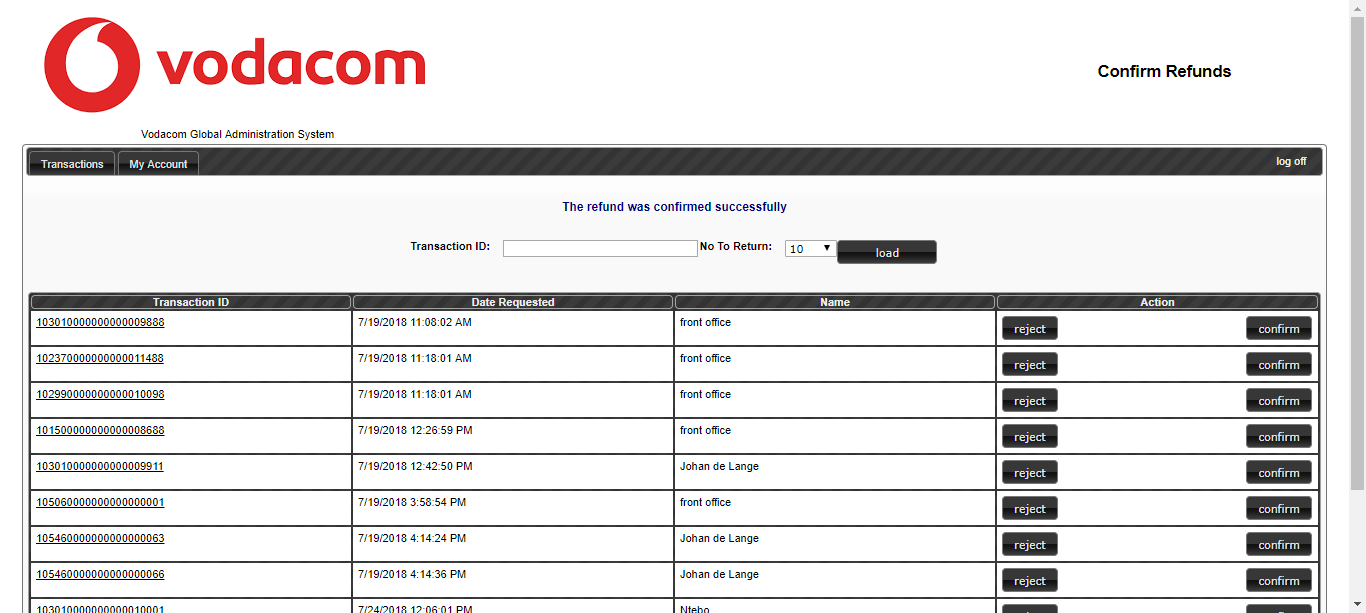 vodacom
Confirm Refunds
Vodacom Global Administration System
Transactions My Account log off
The refund was confirmed successfully
Transaction ID: No To Return: 10 load
Transaction ID Date Requested Name Action
103010000000000009888 7/19/2018 11:08:02 AM front office reject confirm
102370000000000011488 7/19/2018 11:18:01 AM front office reject confirm
102990000000000010098 7/19/2018 11:18:01 AM front office reject confirm
101500000000000008688 7/19/2018 12:26:59 PM front office reject confirm
103010000000000009911 7/19/2018 12:42:50 PM Johan de Lange reject confirm
105060000000000000001 7/19/2018 3:58:54 PM front office reject confirm
105460000000000000063 7/19/2018 4:14:24 PM Johan de Lange reject confirm
105460000000000000066 7/19/2018 4:14:36 PM Johan de Lange reject confirm
103010000000000010001 7/24/2018 12:06:01 PM Ntebo